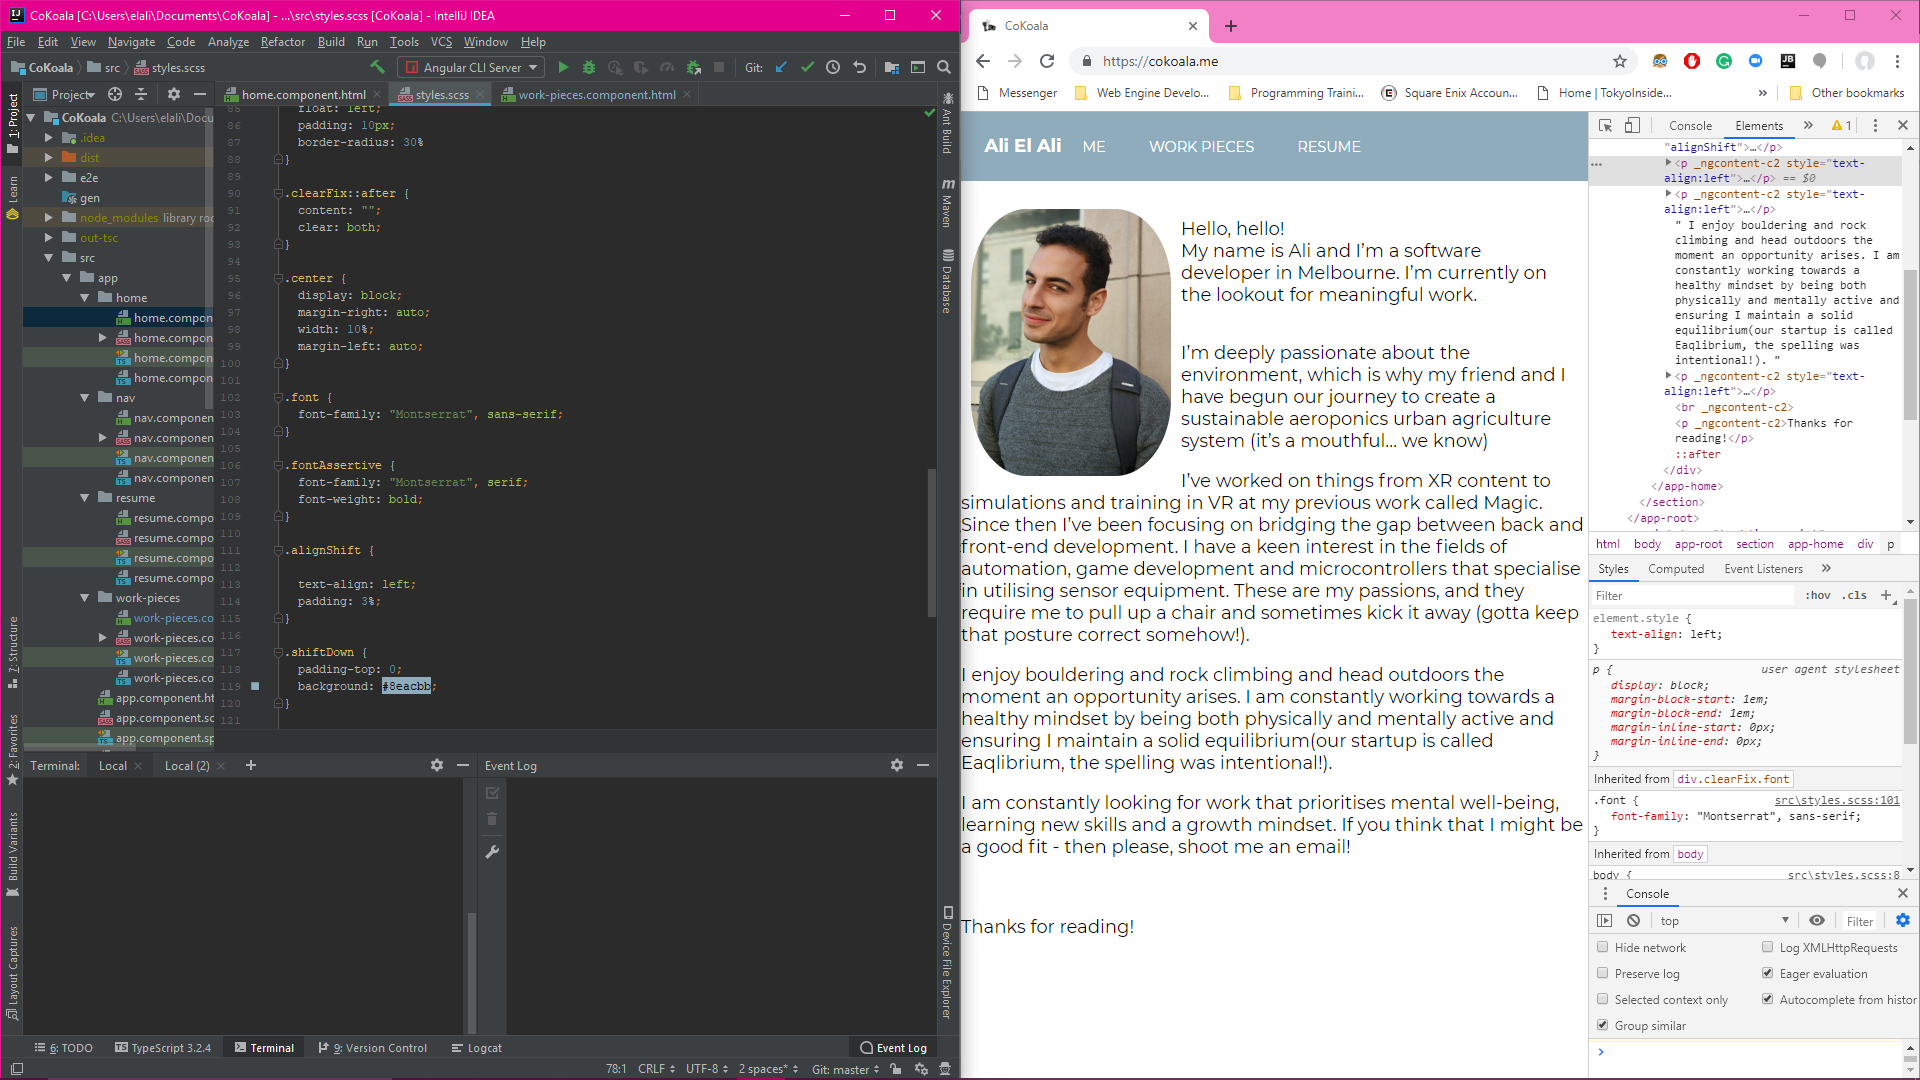 CoKoala [C:\Users\elali\Documents\CoKoala] - ...\src\styles.scss [CoKoala] - IntelliJ IDEA
File Edit View Navigate Code Analyze Refactor Build Run Tools VCS Window Help
CoKoala src styles.scss
Angular CLI Server
Git:
Project
home.component.html
styles.scss
work-pieces.component.html
CoKoala C:\Users\elali\Docu
.idea
dist
e2e
gen
node_modules library roo
out-tsc
src
app
home
home.compon
home.compon
home.compon
home.compon
nav
nav.component
nav.component
nav.component
nav.component
resume
resume.compo
resume.compo
resume.compo
resume.compo
work-pieces
work-pieces.co
work-pieces.co
work-pieces.co
work-pieces.co
app.component.ht
app.component.sc
app.component.sp
1: Project
Learn
7: Structure
2: Favorites
Build Variants
Layout Captures
85 float: left;
86 padding: 10px;
87 border-radius: 30%
88 }
89
90 .clearFix::after {
91 content: "";
92 clear: both;
93 }
94
95 .center {
96 display: block;
97 margin-right: auto;
98 width: 10%;
99 margin-left: auto;
100 }
101
102 .font {
103 font-family: "Montserrat", sans-serif;
104 }
105
106 .fontAssertive {
107 font-family: "Montserrat", serif;
108 font-weight: bold;
109 }
110
111 .alignShift {
112
113 text-align: left;
114 padding: 3%;
115 }
116
117 .shiftDown {
118 padding-top: 0;
119 background: #8eacbb;
120 }
121
Ant Build
Maven
Database
Device File Explorer
Terminal: Local Local (2) +
Event Log
6: TODO TypeScript 3.2.4 Terminal 9: Version Control Logcat Event Log
78:1 CRLF UTF-8 2 spaces* Git: master
CoKoala
https://cokoala.me
Messenger Web Engine Develo... Programming Traini... Square Enix Accoun... Home | TokyoInside... » Other bookmarks
Ali El Ali ME WORK PIECES RESUME
Hello, hello!
My name is Ali and I’m a software
developer in Melbourne. I’m currently on
the lookout for meaningful work.
I’m deeply passionate about the
environment, which is why my friend and I
have begun our journey to create a
sustainable aeroponics urban agriculture
system (it’s a mouthful... we know)
I’ve worked on things from XR content to
simulations and training in VR at my previous work called Magic.
Since then I’ve been focusing on bridging the gap between back and
front-end development. I have a keen interest in the fields of
automation, game development and microcontrollers that specialise
in utilising sensor equipment. These are my passions, and they
require me to pull up a chair and sometimes kick it away (gotta keep
that posture correct somehow!).
I enjoy bouldering and rock climbing and head outdoors the
moment an opportunity arises. I am constantly working towards a
healthy mindset by being both physically and mentally active and
ensuring I maintain a solid equilibrium(our startup is called
Eaqlibrium, the spelling was intentional!).
I am constantly looking for work that prioritises mental well-being,
learning new skills and a growth mindset. If you think that I might be
a good fit - then please, shoot me an email!
Thanks for reading!
Console Elements » 1
"alignShift">…</p>
<p _ngcontent-c2 style="text-
align:left">…</p> == $0
<p _ngcontent-c2 style="text-
align:left">…</p>
" I enjoy bouldering and rock
climbing and head outdoors the
moment an opportunity arises. I am
constantly working towards a
healthy mindset by being both
physically and mentally active and
ensuring I maintain a solid
equilibrium(our startup is called
Eaqlibrium, the spelling was
intentional!). "
<p _ngcontent-c2 style="text-
align:left">…</p>
<br _ngcontent-c2>
<p _ngcontent-c2>Thanks for
reading!</p>
::after
</div>
</app-home>
</section>
</app-root>
html body app-root section app-home div p
Styles Computed Event Listeners »
Filter :hov .cls +
element.style {
text-align: left;
}
p { user agent stylesheet
display: block;
margin-block-start: 1em;
margin-block-end: 1em;
margin-inline-start: 0px;
margin-inline-end: 0px;
}
Inherited from div.clearFix.font
.font { src\styles.scss:101
font-family: "Montserrat", sans-serif;
}
Inherited from body
body { src\styles.scss:8
Console
top Filter
Hide network Log XMLHttpRequests
Preserve log Eager evaluation
Selected context only Autocomplete from histor
Group similar